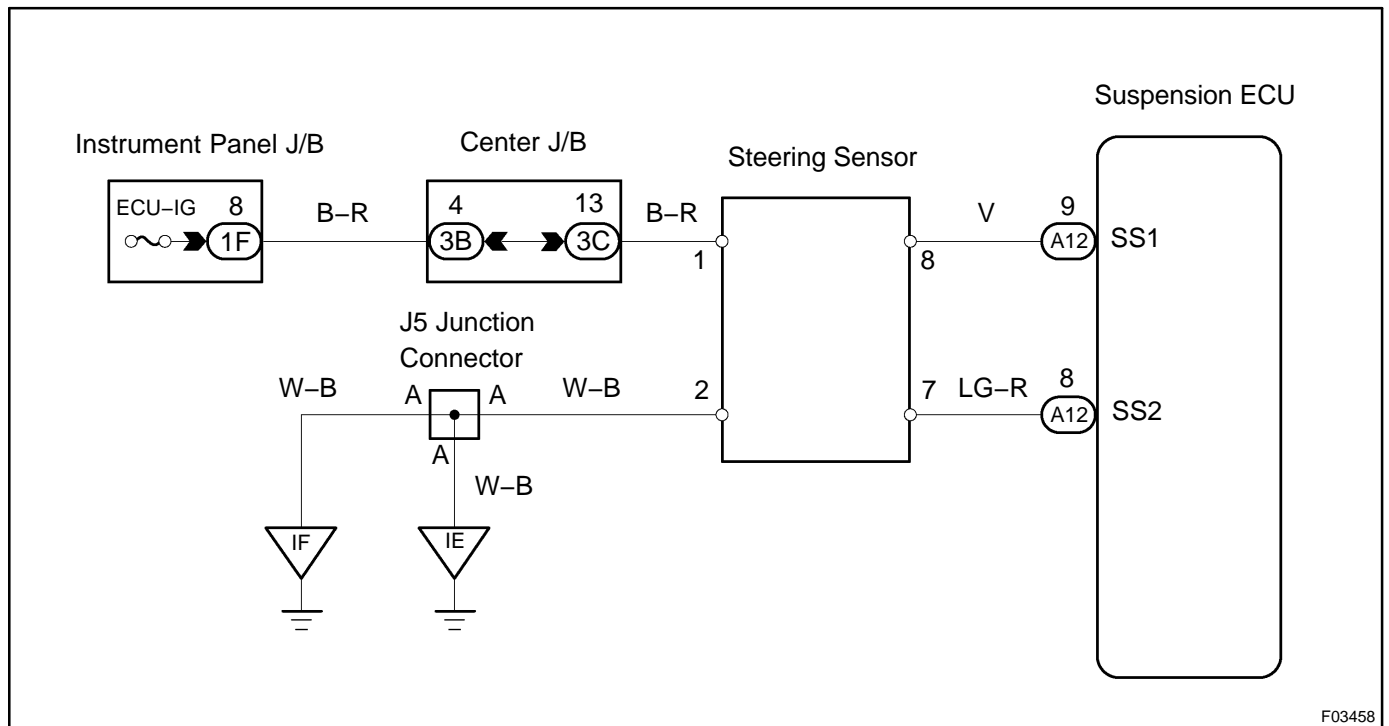 Suspension ECU
Instrument Panel J/B
Center J/B
Steering Sensor
ECU–IG
8
1F
B–R
4
3B
13
3C
B–R
1
8
V
9
A12
SS1
J5 Junction
Connector
W–B
A
A
W–B
2
7
LG–R
8
A12
SS2
A
W–B
IF
IE
F03458